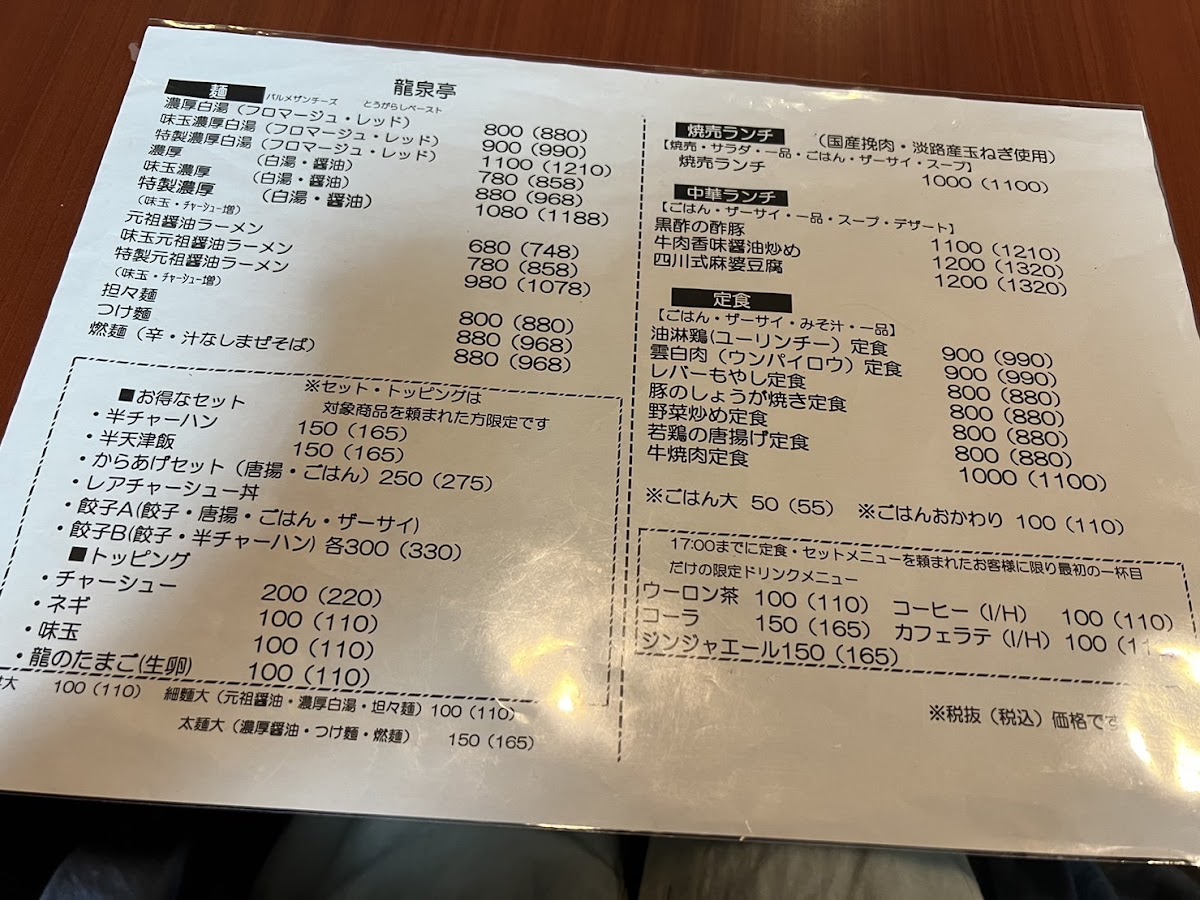 龍泉亭
麺
パルメザンチーズ とうがらしペースト
濃厚白湯（フロマージュ・レッド） 800（880）
味玉濃厚白湯（フロマージュ・レッド） 900（990）
特製濃厚白湯（フロマージュ・レッド） 1100（1210）
濃厚 （白湯・醤油） 780（858）
味玉濃厚 （白湯・醤油） 880（968）
特製濃厚 （白湯・醤油） 1080（1188）
（味玉・ﾁｬｰｼｭｰ増）
元祖醤油ラーメン 680（748）
味玉元祖醤油ラーメン 780（858）
特製元祖醤油ラーメン 980（1078）
（味玉・ﾁｬｰｼｭｰ増）
担々麺 800（880）
つけ麺 880（968）
燃麺（辛・汁なしまぜそば） 880（968）
※セット・トッピングは
対象商品を頼まれた方限定です
■お得なセット
・半チャーハン 150（165）
・半天津飯 150（165）
・からあげセット（唐揚・ごはん）250（275）
・レアチャーシュー丼
・餃子A(餃子・唐揚・ごはん・ザーサイ)
・餃子B(餃子・半チャーハン) 各300（330）
■トッピング
・チャーシュー 200（220）
・ネギ 100（110）
・味玉 100（110）
・龍のたまご(生卵) 100（110）
大 100（110） 細麺大（元祖醤油・濃厚白湯・坦々麺）100（110）
太麺大（濃厚醤油・つけ麺・燃麺） 150（165）
焼売ランチ （国産挽肉・淡路産玉ねぎ使用）
【焼売・サラダ・一品・ごはん・ザーサイ・スープ】
焼売ランチ 1000（1100）
中華ランチ
【ごはん・ザーサイ・一品・スープ・デザート】
黒酢の酢豚 1100（1210）
牛肉香味醤油炒め 1200（1320）
四川式麻婆豆腐 1200（1320）
定食
【ごはん・ザーサイ・みそ汁・一品】
油淋鶏(ユーリンチー）定食 900（990）
雲白肉（ウンパイロウ）定食 900（990）
レバーもやし定食 800（880）
豚のしょうが焼き定食 800（880）
野菜炒め定食 800（880）
若鶏の唐揚げ定食 800（880）
牛焼肉定食 1000（1100）
※ごはん大 50（55） ※ごはんおかわり 100（110）
17:00までに定食・セットメニューを頼まれたお客様に限り最初の一杯目
だけの限定ドリンクメニュー
ウーロン茶 100（110） コーヒー（I/H） 100（110）
コーラ 150（165） カフェラテ（I/H）100（11
ジンジャエール150（165）
※税抜（税込）価格です